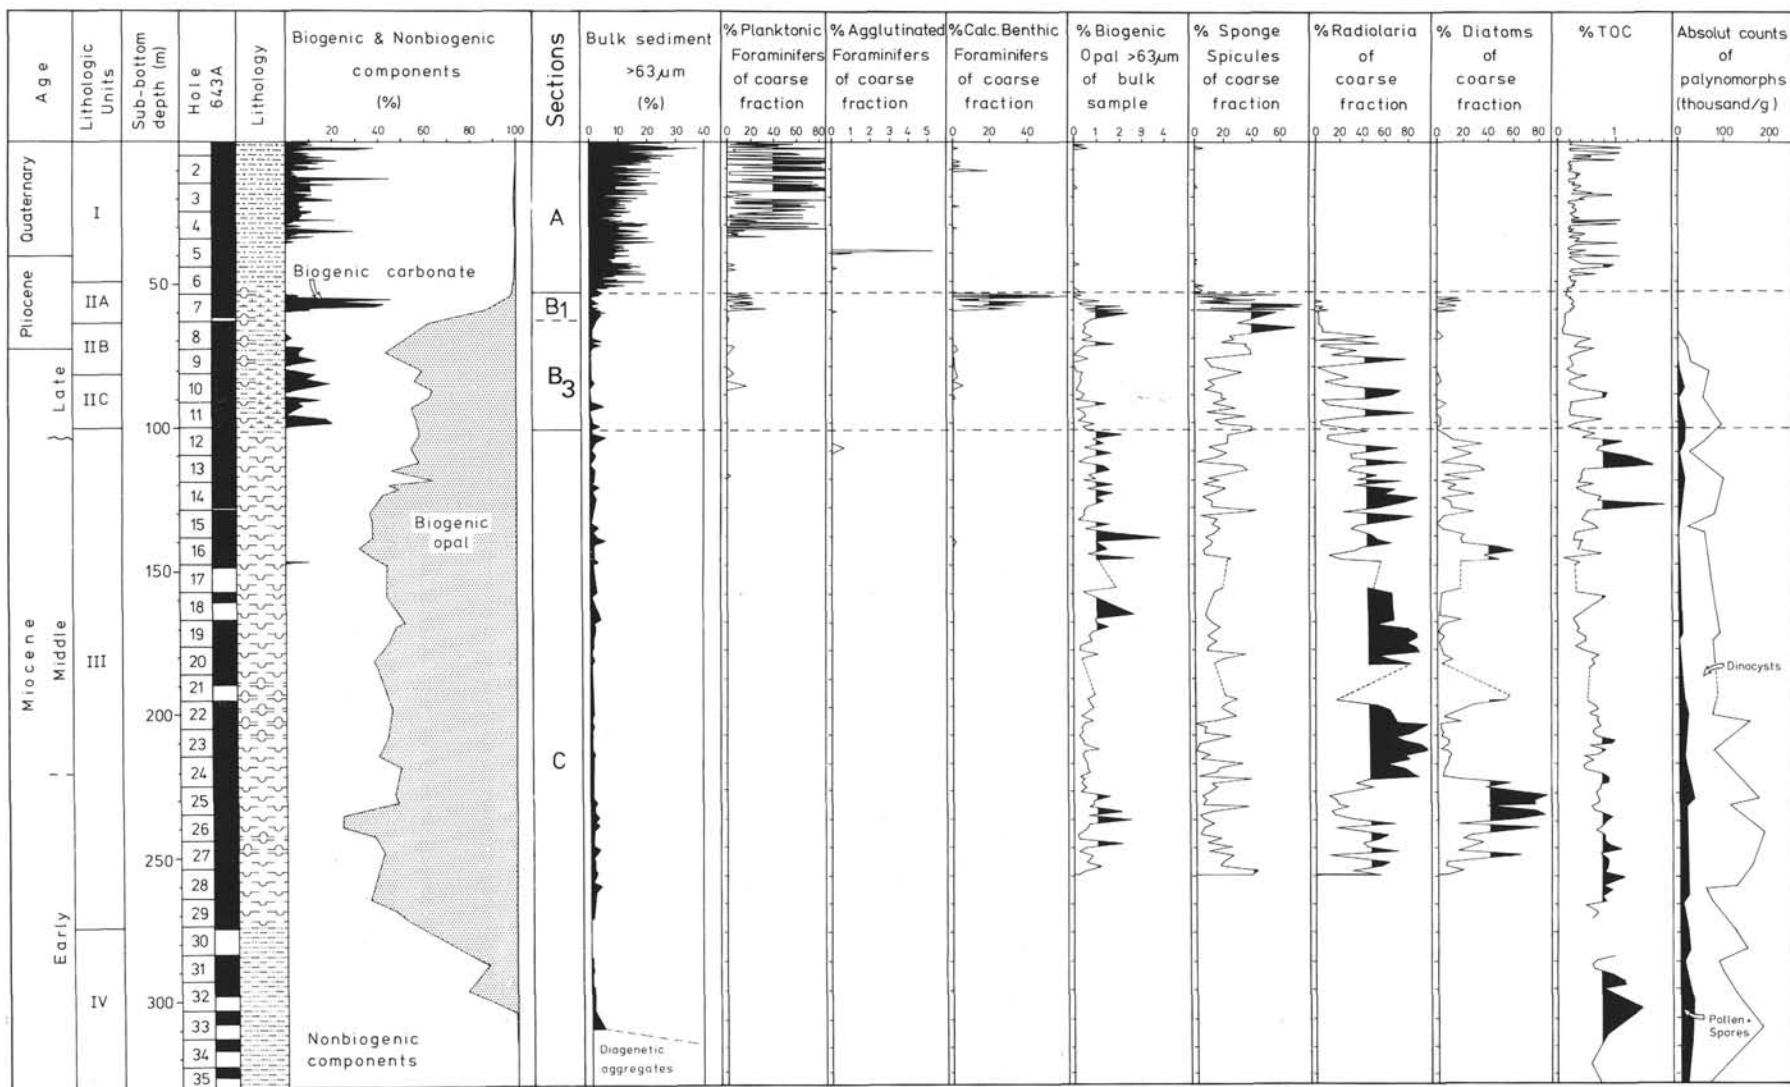 Age
Lithologic
Units
Sub-bottom
depth (m)
Hole
643A
Lithology
Biogenic & Nonbiogenic
components
(%)
20 40 60 80 100
Sections
Bulk sediment
>63µm
(%)
0 10 20 30 40
% Planktonic
Foraminifers
of coarse
fraction
0 20 40 60 80
% Agglutinated
Foraminifers
of coarse
fraction
0 1 2 3 4 5
% Calc. Benthic
Foraminifers
of coarse
fraction
0 20 40
% Biogenic
Opal >63µm
of bulk
sample
0 1 2 3 4
% Sponge
Spicules
of coarse
fraction
0 20 40 60
% Radiolaria
of
coarse
fraction
0 20 40 60 80
% Diatoms
of
coarse
fraction
0 20 40 60 80
% TOC
0 1
Absolut counts
of
palynomorphs
(thousand/g)
0 100 200
Quaternary
Pliocene
Miocene
Late
Middle
Early
I
IIA
IIB
IIC
III
IV
50
100
150
200
250
300
2
3
4
5
6
7
8
9
10
11
12
13
14
15
16
17
18
19
20
21
22
23
24
25
26
27
28
29
30
31
32
33
34
35
Biogenic carbonate
Biogenic
opal
Nonbiogenic
components
A
B1
B3
C
Diagenetic
aggregates
Dinocysts
Pollen+
Spores